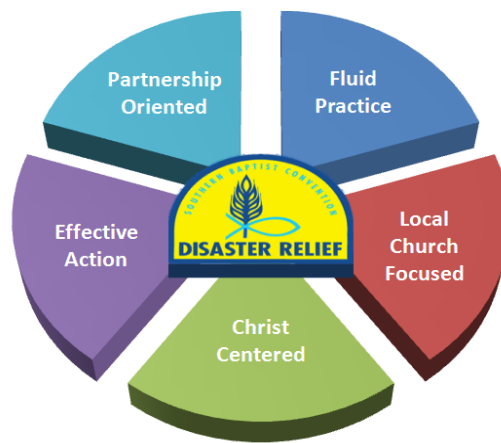 Partnership
Oriented
Fluid
Practice
Effective
Action
SOUTHERN BAPTIST CONVENTION
DISASTER RELIEF
Local
Church
Focused
Christ
Centered